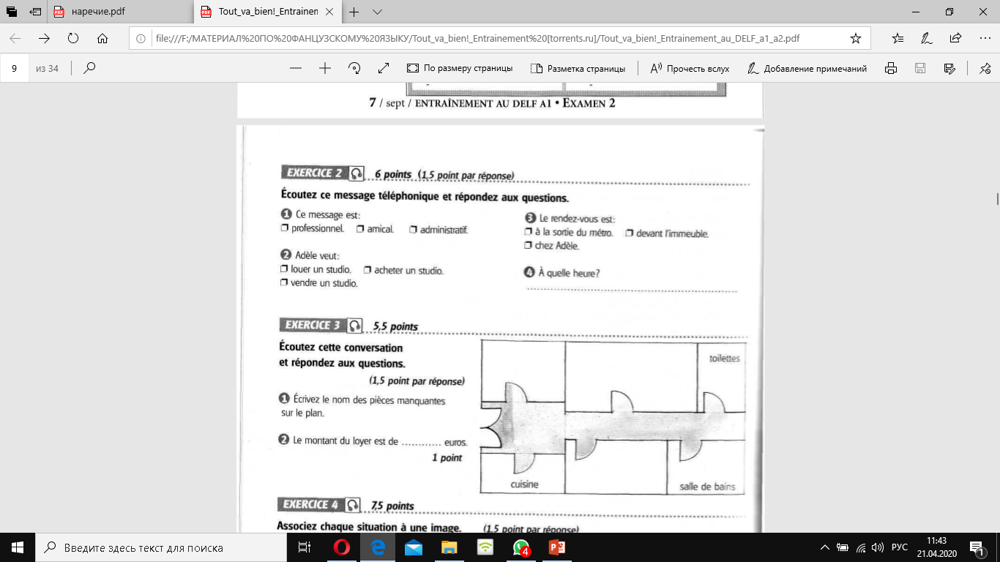 наречие.pdf
Tout_va_bien!_Entrainem
file:///F:/МАТЕРИАЛ%20ПО%20ФАНЦУЗСКОМУ%20ЯЗЫКУ/Tout_va_bien!_Entrainement%20[torrents.ru]/Tout_va_bien!_Entrainement_au_DELF_a1_a2.pdf
9 из 34
По размеру страницы
Разметка страницы
Прочесть вслух
Добавление примечаний
7 / sept / ENTRAÎNEMENT AU DELF A1 • EXAMEN 2
EXERCICE 2 6 points (1,5 point par réponse)
Écoutez ce message téléphonique et répondez aux questions.
1 Ce message est:
❒ professionnel. ❒ amical. ❒ administratif.
2 Adèle veut:
❒ louer un studio. ❒ acheter un studio.
❒ vendre un studio.
3 Le rendez-vous est:
❒ à la sortie du métro. ❒ devant l'immeuble.
❒ chez Adèle.
4 À quelle heure?
EXERCICE 3 5,5 points
Écoutez cette conversation
et répondez aux questions.
(1,5 point par réponse)
1 Écrivez le nom des pièces manquantes
sur le plan.
2 Le montant du loyer est de ............ euros.
1 point
toilettes
cuisine
salle de bains
EXERCICE 4 7,5 points
Associez chaque situation à une image. (1,5 point par réponse)
Введите здесь текст для поиска
4
РУС
11:43
21.04.2020
1